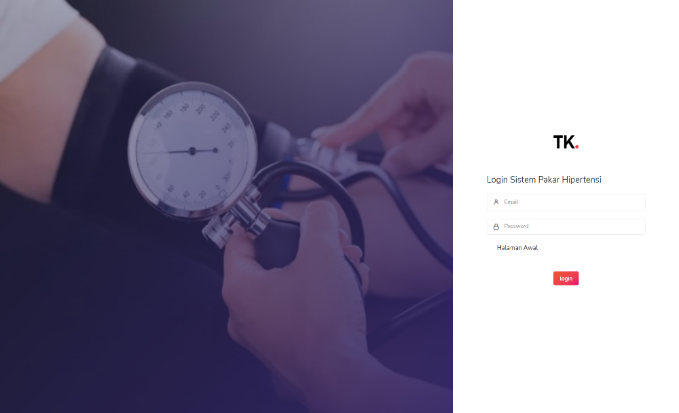 TK.
Login Sistem Pakar Hipertensi
Email
Password
Halaman Awal
login